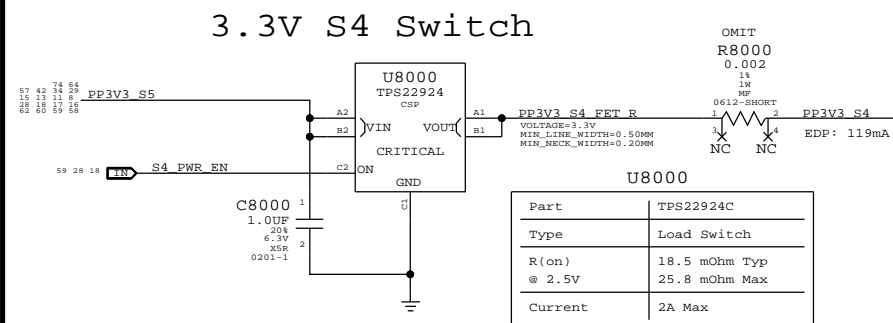 3.3V S4 Switch
OMIT
R8000
0.002
1%
1W
MF
0612-SHORT
U8000
TPS22924
CSP
74 64
57 42 34 29
15 13 11 8
28 18 17 16
62 60 59 58
PP3V3_S5
A2
B2
VIN
VOUT
A1
B1
PP3V3_S4_FET_R
VOLTAGE=3.3V
MIN_LINE_WIDTH=0.50MM
MIN_NECK_WIDTH=0.20MM
1
2
3
4
NC
NC
PP3V3_S4
EDP: 119mA
CRITICAL
59 28 18
IN
S4_PWR_EN
C2
ON
GND
C1
C8000
1
1.0UF
20%
6.3V
X5R
0201-1
2
U8000
Part
TPS22924C
Type
Load Switch
R(on)
@ 2.5V
18.5 mOhm Typ
25.8 mOhm Max
Current
2A Max